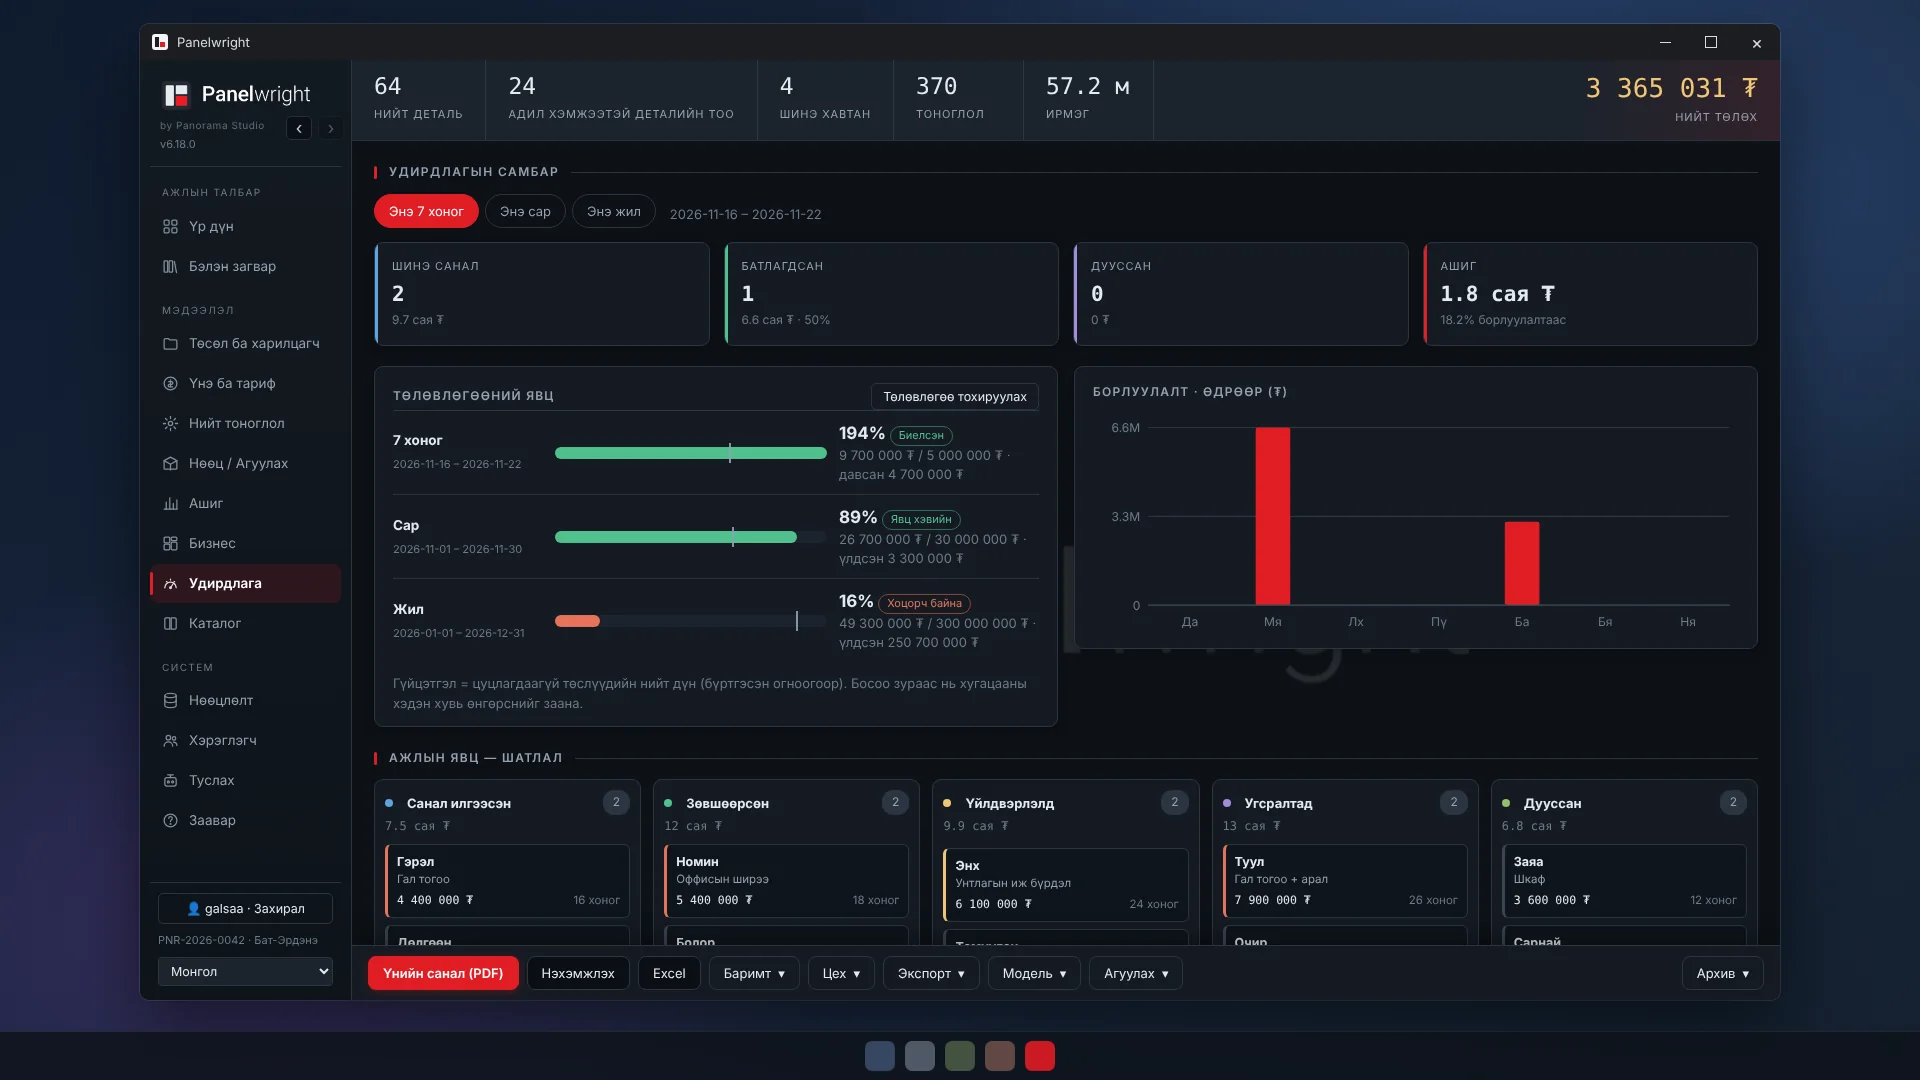 Panelwright
Panelwright
by Panorama Studio
v6.18.0
АЖЛЫН ТАЛБАР
Үр дүн
Бэлэн загвар
МЭДЭЭЛЭЛ
Төсөл ба харилцагч
Үнэ ба тариф
Нийт тоноглол
Нөөц / Агуулах
Ашиг
Бизнес
Удирдлага
Каталог
СИСТЕМ
Нөөцлөлт
Хэрэглэгч
Туслах
Заавар
galsaa · Захирал
PNR-2026-0042 · Бат-Эрдэнэ
Монгол
64
НИЙТ ДЕТАЛЬ
24
АДИЛ ХЭМЖЭЭТЭЙ ДЕТАЛИЙН ТОО
4
ШИНЭ ХАВТАН
370
ТОНОГЛОЛ
57.2 м
ИРМЭГ
3 365 031 ₮
НИЙТ ТӨЛӨХ
УДИРДЛАГЫН САМБАР
Энэ 7 хоног
Энэ сар
Энэ жил
2026-11-16 – 2026-11-22
ШИНЭ САНАЛ
2
9.7 сая ₮
БАТЛАГДСАН
1
6.6 сая ₮ · 50%
ДУУССАН
0
0 ₮
АШИГ
1.8 сая ₮
18.2% борлуулалтаас
ТӨЛӨВЛӨГӨӨНИЙ ЯВЦ
Төлөвлөгөө тохируулах
7 хоног
2026-11-16 – 2026-11-22
194% Биелсэн
9 700 000 ₮ / 5 000 000 ₮ ·
давсан 4 700 000 ₮
Сар
2026-11-01 – 2026-11-30
89% Явц хэвийн
26 700 000 ₮ / 30 000 000 ₮ ·
үлдсэн 3 300 000 ₮
Жил
2026-01-01 – 2026-12-31
16% Хоцорч байна
49 300 000 ₮ / 300 000 000 ₮ ·
үлдсэн 250 700 000 ₮
Гүйцэтгэл = цуцлагдаагүй төслүүдийн нийт дүн (бүртгэсэн огноогоор). Босоо зураас нь хугацааны
хэдэн хувь өнгөрснийг заана.
БОРЛУУЛАЛТ · ӨДРӨӨР (₮)
6.6M
3.3M
0
Да
Мя
Лх
Пү
Ба
Бя
Ня
АЖЛЫН ЯВЦ — ШАТЛАЛ
Санал илгээсэн
2
7.5 сая ₮
Гэрэл
Гал тогоо
4 400 000 ₮
16 хоног
Дөлгөөн
Зөвшөөрсөн
2
12 сая ₮
Номин
Оффисын ширээ
5 400 000 ₮
18 хоног
Болор
Үйлдвэрлэлд
2
9.9 сая ₮
Энх
Унтлагын иж бүрдэл
6 100 000 ₮
24 хоног
Угсралтад
2
13 сая ₮
Туул
Гал тогоо + арал
7 900 000 ₮
26 хоног
Очир
Дууссан
2
6.8 сая ₮
Заяа
Шкаф
3 600 000 ₮
12 хоног
Сарнай
Үнийн санал (PDF)
Нэхэмжлэх
Excel
Баримт ▾
Цех ▾
Экспорт ▾
Модель ▾
Агуулах ▾
Архив ▾